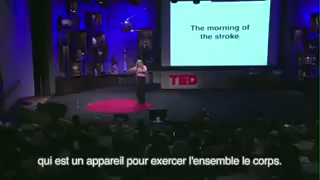 The morning of
the stroke
TED
qui est un appareil pour exercer l'ensemble le corps.